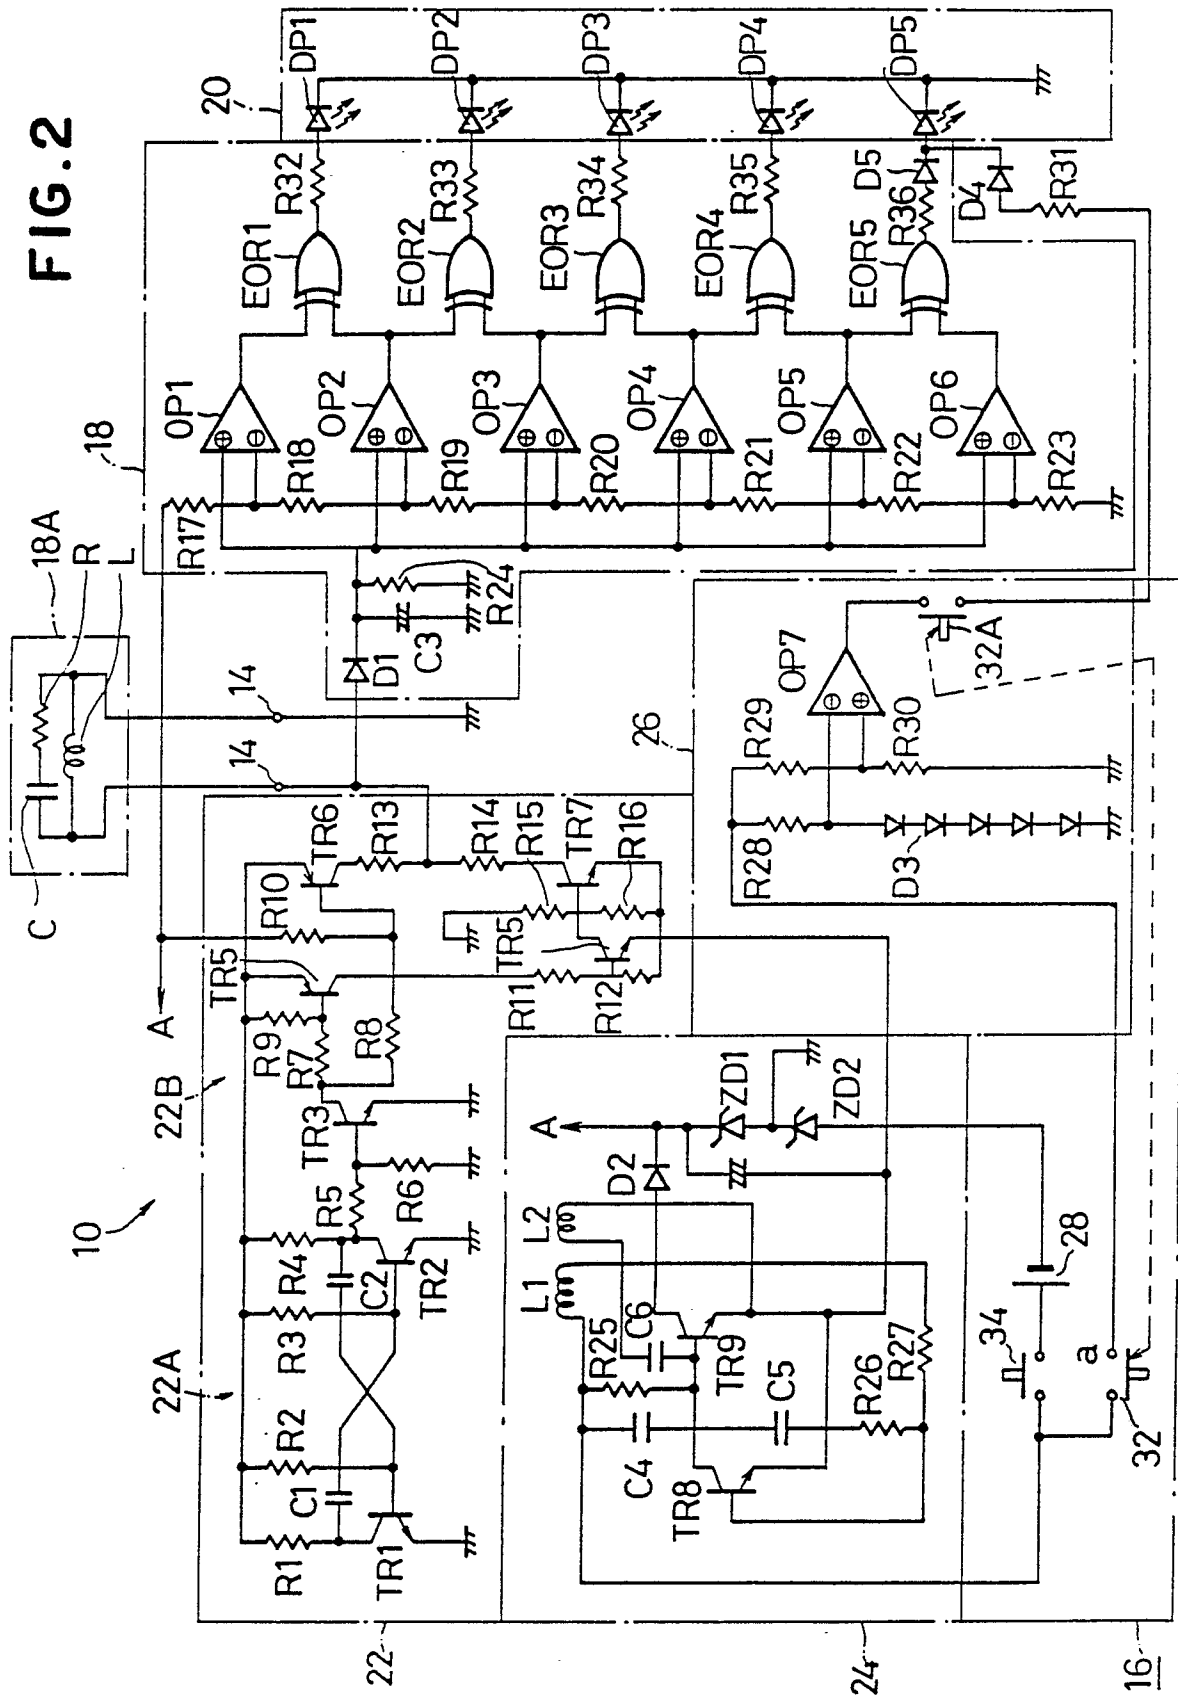 FIG.2
10
22A
22B
22
24
16
26
18
18A
20
C
R
L
14
14
A
A
R1
C1
TR1
R2
R3
R4
C2
TR2
R5
R6
TR3
R7
R8
R9
TR5
R10
TR6
R13
R14
R15
TR7
R16
TR5
R11
R12
D1
C3
R24
R17
R18
R19
R20
R21
R22
R23
OP1
OP2
OP3
OP4
OP5
OP6
⊕
⊖
⊕
⊖
⊕
⊖
⊕
⊖
⊕
⊖
⊕
⊖
EOR1
EOR2
EOR3
EOR4
EOR5
R32
R33
R34
R35
R36
D5
D4
R31
DP1
DP2
DP3
DP4
DP5
L1
L2
D2
ZD1
ZD2
R25
C6
TR9
C4
C5
TR8
R26
R27
28
34
a
32
R28
R29
R30
D3
OP7
⊖
⊕
32A